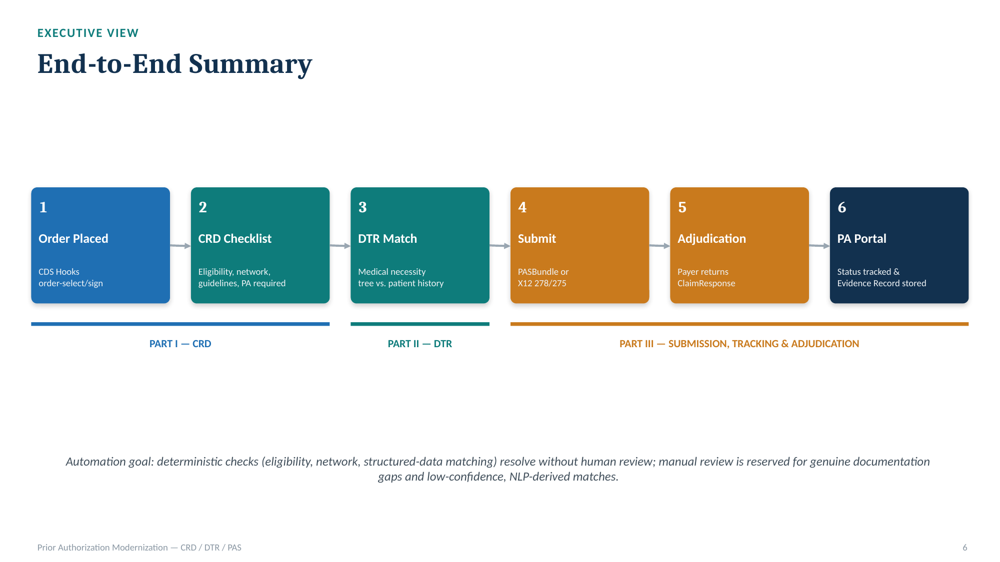 EXECUTIVE VIEW
End-to-End Summary
1
Order Placed
CDS Hooks
order-select/sign
2
CRD Checklist
Eligibility, network,
guidelines, PA required
3
DTR Match
Medical necessity
tree vs. patient history
4
Submit
PASBundle or
X12 278/275
5
Adjudication
Payer returns
ClaimResponse
6
PA Portal
Status tracked &
Evidence Record stored
PART I — CRD
PART II — DTR
PART III — SUBMISSION, TRACKING & ADJUDICATION
Automation goal: deterministic checks (eligibility, network, structured-data matching) resolve without human review; manual review is reserved for genuine documentation
gaps and low-confidence, NLP-derived matches.
Prior Authorization Modernization — CRD / DTR / PAS
6